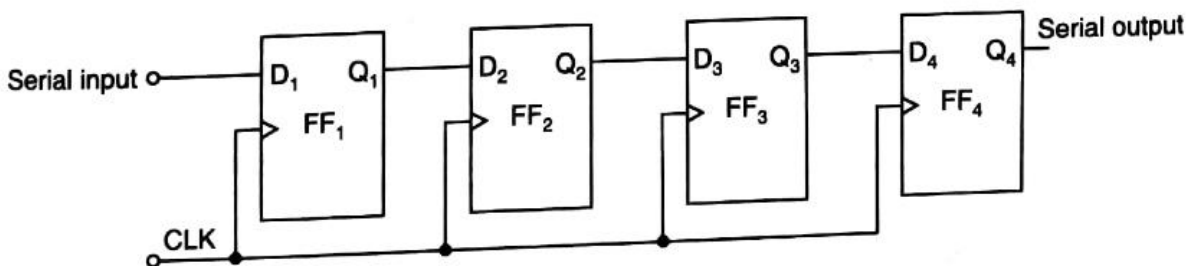 Serial input
D₁ Q₁
FF₁
D₂ Q₂
FF₂
D₃ Q₃
FF₃
D₄ Q₄
FF₄
Serial output
CLK